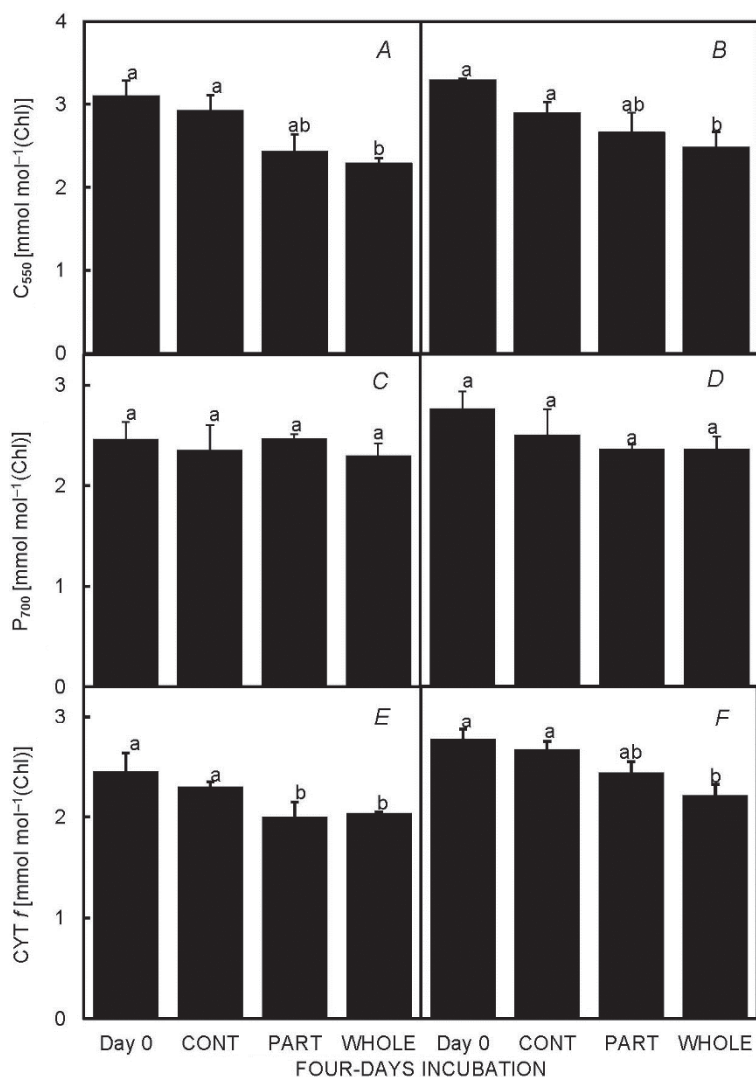 4
3
2
1
0
C₅₅₀ [mmol mol⁻¹(Chl)]
A
a
a
ab
b
B
a
a
ab
b
3
2
1
0
P₇₀₀ [mmol mol⁻¹(Chl)]
C
a
a
a
a
D
a
a
a
a
3
2
1
0
CYT f [mmol mol⁻¹(Chl)]
E
a
a
b
b
F
a
a
ab
b
Day 0 CONT PART WHOLE Day 0 CONT PART WHOLE
FOUR-DAYS INCUBATION